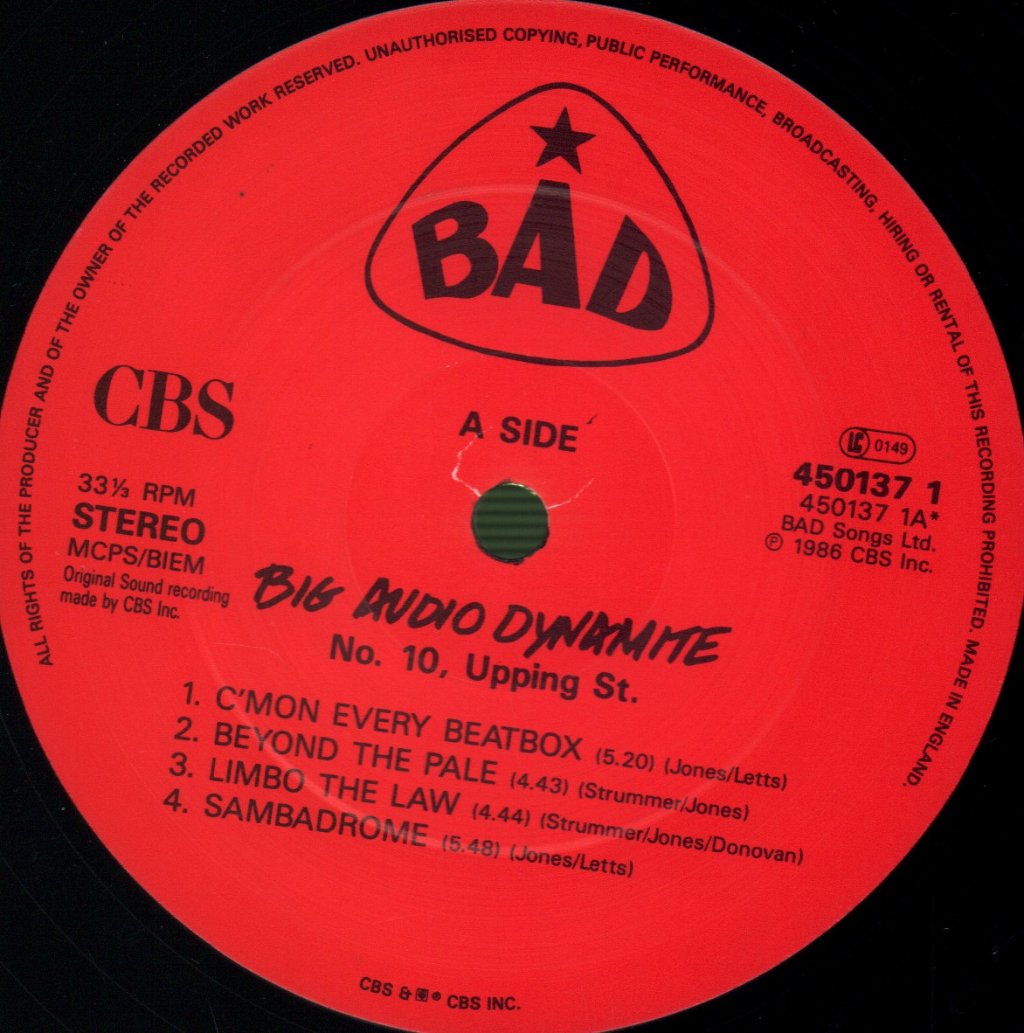 ALL RIGHTS OF THE PRODUCER AND OF THE OWNER OF THE RECORDED WORK RESERVED. UNAUTHORISED COPYING, PUBLIC PERFORMANCE, BROADCASTING, HIRING OR RENTAL OF THIS RECORDING PROHIBITED. MADE IN ENGLAND.
BAD
CBS
A SIDE
LC 0149
33⅓ RPM
STEREO
MCPS/BIEM
Original Sound recording
made by CBS Inc.
450137 1
450137 1A*
BAD Songs Ltd.
℗ 1986 CBS Inc.
BIG AUDIO DYNAMITE
No. 10, Upping St.
1. C'MON EVERY BEATBOX (5.20) (Jones/Letts)
2. BEYOND THE PALE (4.43) (Strummer/Jones)
3. LIMBO THE LAW (4.44) (Strummer/Jones/Donovan)
4. SAMBADROME (5.48) (Jones/Letts)
CBS & ® CBS INC.